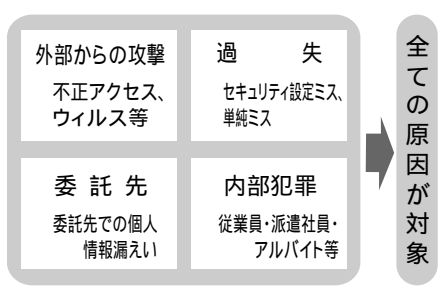 外部からの攻撃
不正アクセス、
ウィルス等
過失
セキュリティ設定ミス、
単純ミス
委託先
委託先での個人
情報漏えい
内部犯罪
従業員・派遣社員・
アルバイト等
全ての原因が対象